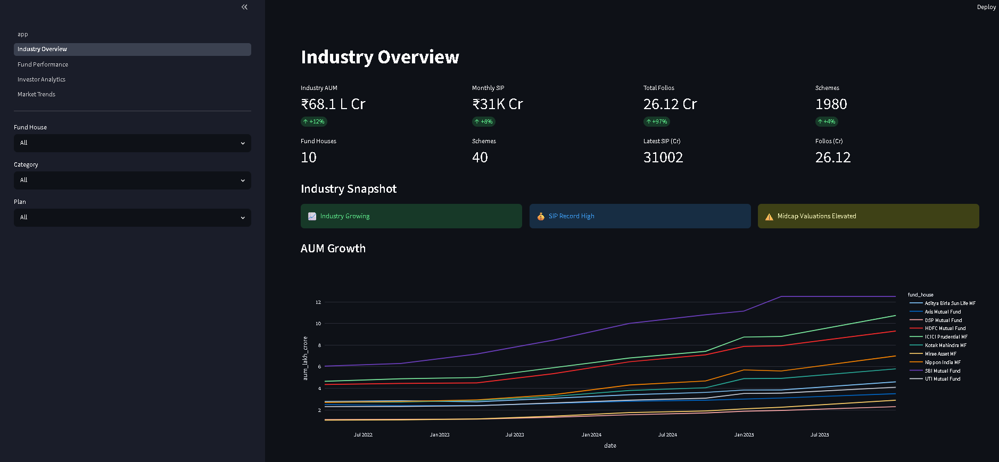 Deploy
app
Industry Overview
Fund Performance
Investor Analytics
Market Trends
Fund House
All
Category
All
Plan
All
Industry Overview
Industry AUM
₹68.1 L Cr
↑ +12%
Monthly SIP
₹31K Cr
↑ +8%
Total Folios
26.12 Cr
↑ +97%
Schemes
1980
↑ +4%
Fund Houses
10
Schemes
40
Latest SIP (Cr)
31002
Folios (Cr)
26.12
Industry Snapshot
Industry Growing
SIP Record High
Midcap Valuations Elevated
AUM Growth
aum_lakh_crore
12
10
8
6
4
2
Jul 2022
Jan 2023
Jul 2023
Jan 2024
Jul 2024
Jan 2025
Jul 2025
date
fund_house
Aditya Birla Sun Life MF
Axis Mutual Fund
DSP Mutual Fund
HDFC Mutual Fund
ICICI Prudential MF
Kotak Mahindra MF
Mirae Asset MF
Nippon India MF
SBI Mutual Fund
UTI Mutual Fund